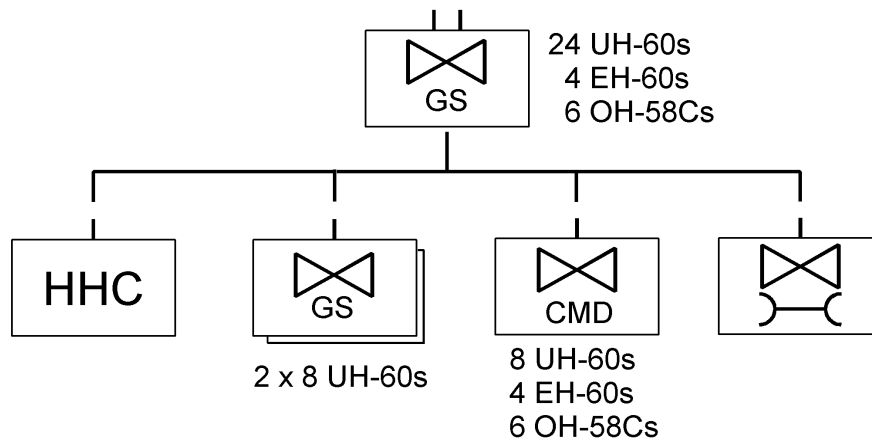 24 UH-60s
4 EH-60s
GS
6 OH-58Cs
HHC
GS
CMD
2 x 8 UH-60s
8 UH-60s
4 EH-60s
6 OH-58Cs